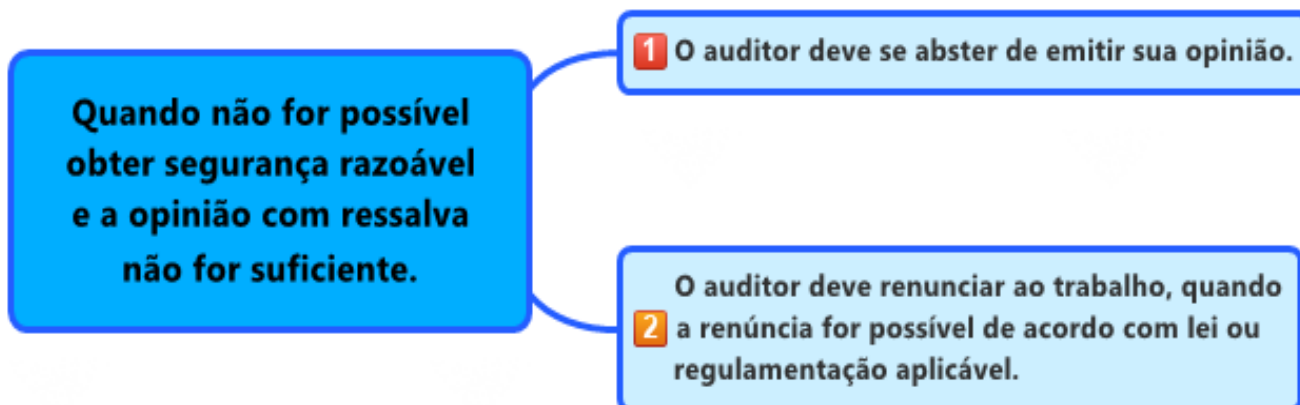 Quando não for possível
obter segurança razoável
e a opinião com ressalva
não for suficiente.
1 O auditor deve se abster de emitir sua opinião.
O auditor deve renunciar ao trabalho, quando
2 a renúncia for possível de acordo com lei ou
regulamentação aplicável.